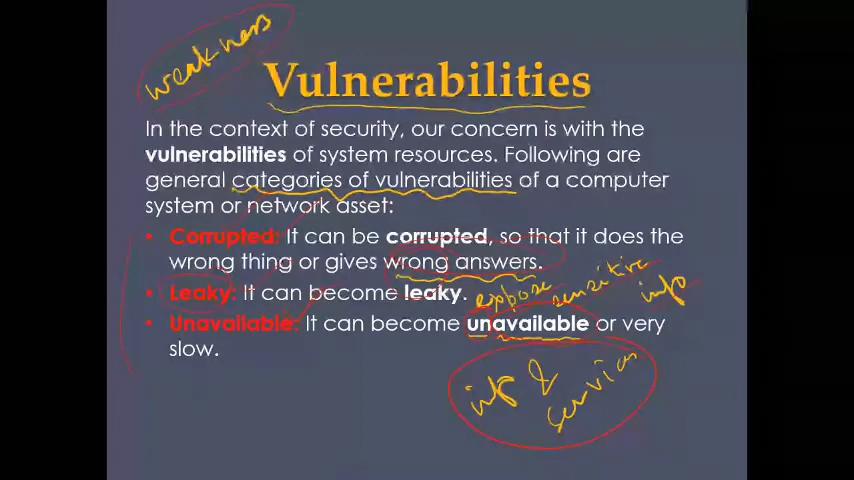 weakness
Vulnerabilities
In the context of security, our concern is with the
vulnerabilities of system resources. Following are
general categories of vulnerabilities of a computer
system or network asset:
• Corrupted: It can be corrupted, so that it does the
wrong thing or gives wrong answers.
• Leaky: It can become leaky. expose sensitive info
• Unavailable: It can become unavailable or very
slow.
info &
services